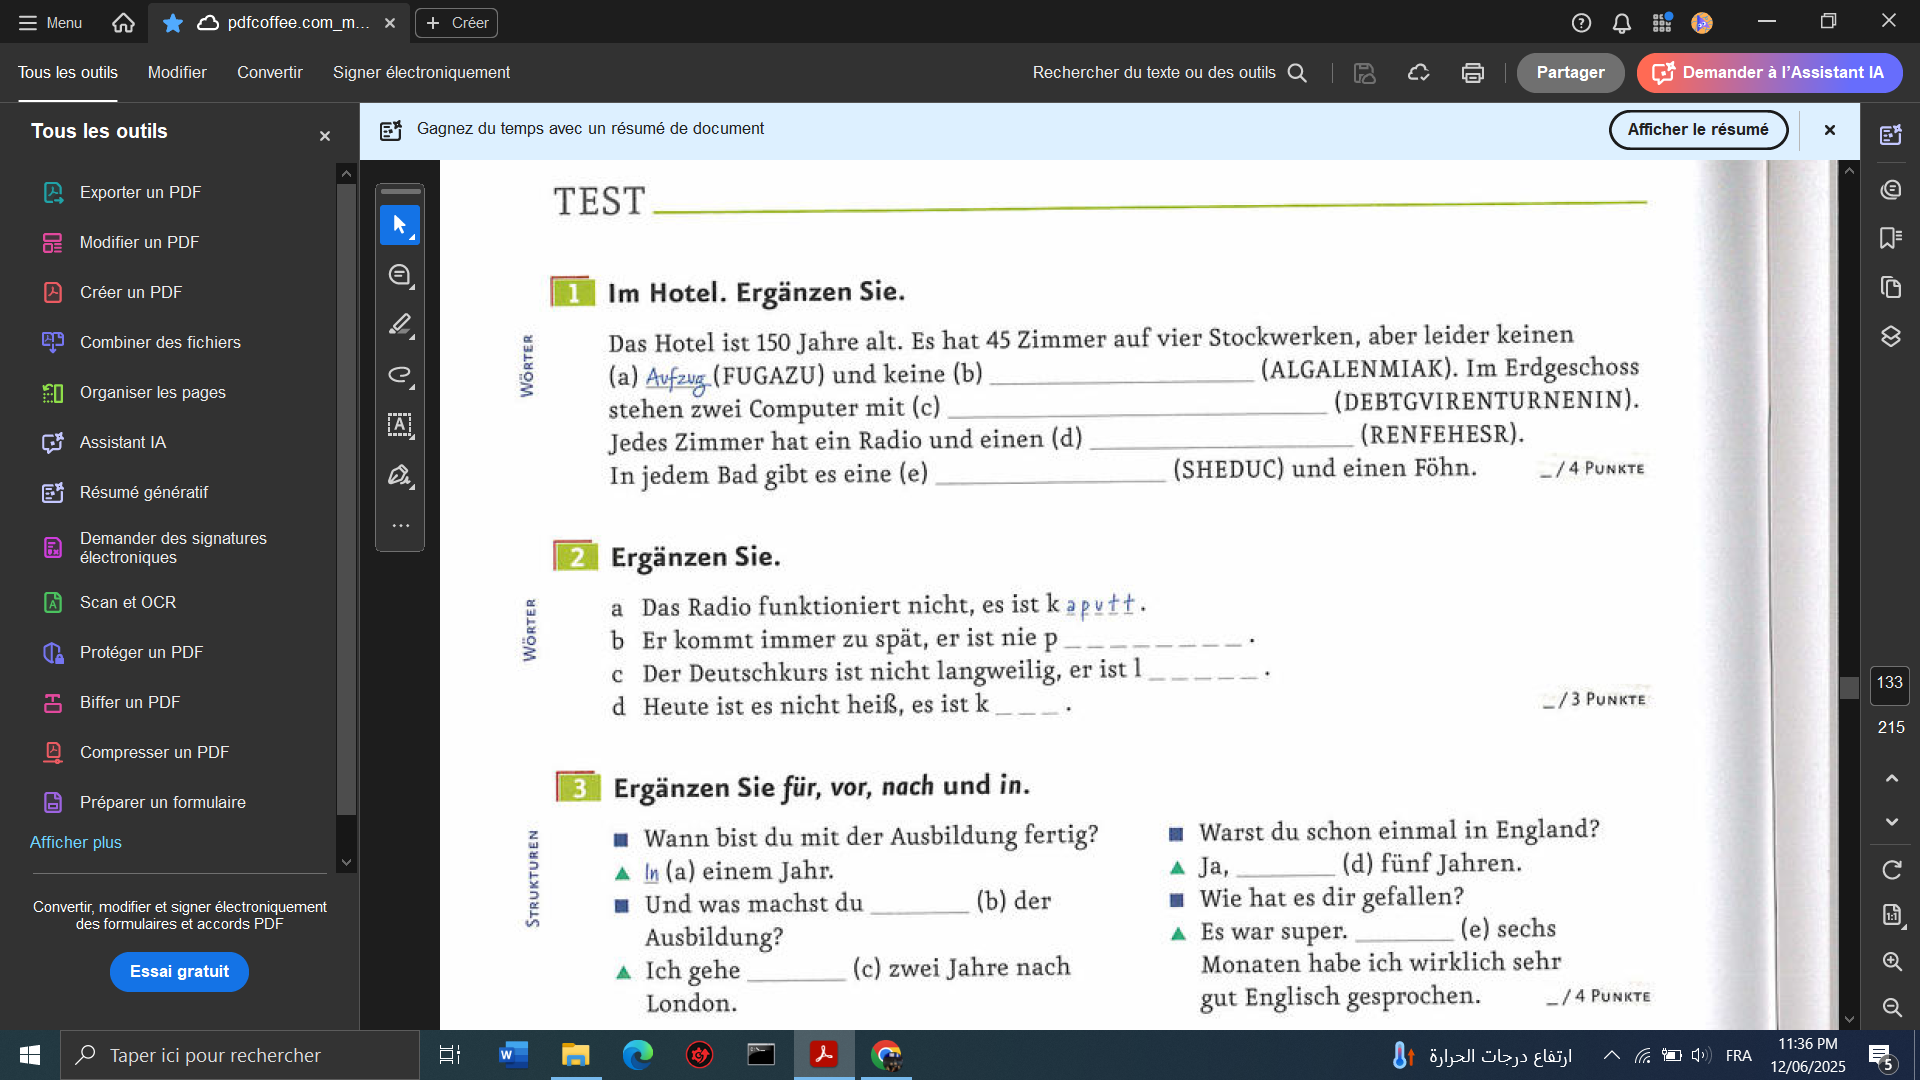 Menu
pdfcoffee.com_m...
Créer
Tous les outils
Modifier
Convertir
Signer électroniquement
Rechercher du texte ou des outils
Partager
Demander à l'Assistant IA
Tous les outils
Exporter un PDF
Modifier un PDF
Créer un PDF
Combiner des fichiers
Organiser les pages
Assistant IA
Résumé génératif
Demander des signatures
électroniques
Scan et OCR
Protéger un PDF
Biffer un PDF
Compresser un PDF
Préparer un formulaire
Afficher plus
Convertir, modifier et signer électroniquement
des formulaires et accords PDF
Essai gratuit
Gagnez du temps avec un résumé de document
Afficher le résumé
TEST
1 Im Hotel. Ergänzen Sie.
WÖRTER
Das Hotel ist 150 Jahre alt. Es hat 45 Zimmer auf vier Stockwerken, aber leider keinen
(a) Aufzug (FUGAZU) und keine (b) ____________ (ALGALENMIAK). Im Erdgeschoss
stehen zwei Computer mit (c) ____________ (DEBTGVIRENTURNENIN).
Jedes Zimmer hat ein Radio und einen (d) ____________ (RENFEHESR).
In jedem Bad gibt es eine (e) ____________ (SHEDUC) und einen Föhn. _ / 4 PUNKTE
2 Ergänzen Sie.
WÖRTER
a Das Radio funktioniert nicht, es ist k aputt .
b Er kommt immer zu spät, er ist nie p _ _ _ _ _ _ _ _ _ .
c Der Deutschkurs ist nicht langweilig, er ist l _ _ _ _ _ .
d Heute ist es nicht heiß, es ist k _ _ _ . _ / 3 PUNKTE
3 Ergänzen Sie für, vor, nach und in.
STRUKTUREN
Wann bist du mit der Ausbildung fertig?
In (a) einem Jahr.
Und was machst du ______ (b) der
Ausbildung?
Ich gehe ______ (c) zwei Jahre nach
London.
Warst du schon einmal in England?
Ja, ______ (d) fünf Jahren.
Wie hat es dir gefallen?
Es war super. ______ (e) sechs
Monaten habe ich wirklich sehr
gut Englisch gesprochen. _ / 4 PUNKTE
133
215
1:1
Taper ici pour rechercher
ارتفاع درجات الحرارة
FRA
11:36 PM
12/06/2025
5